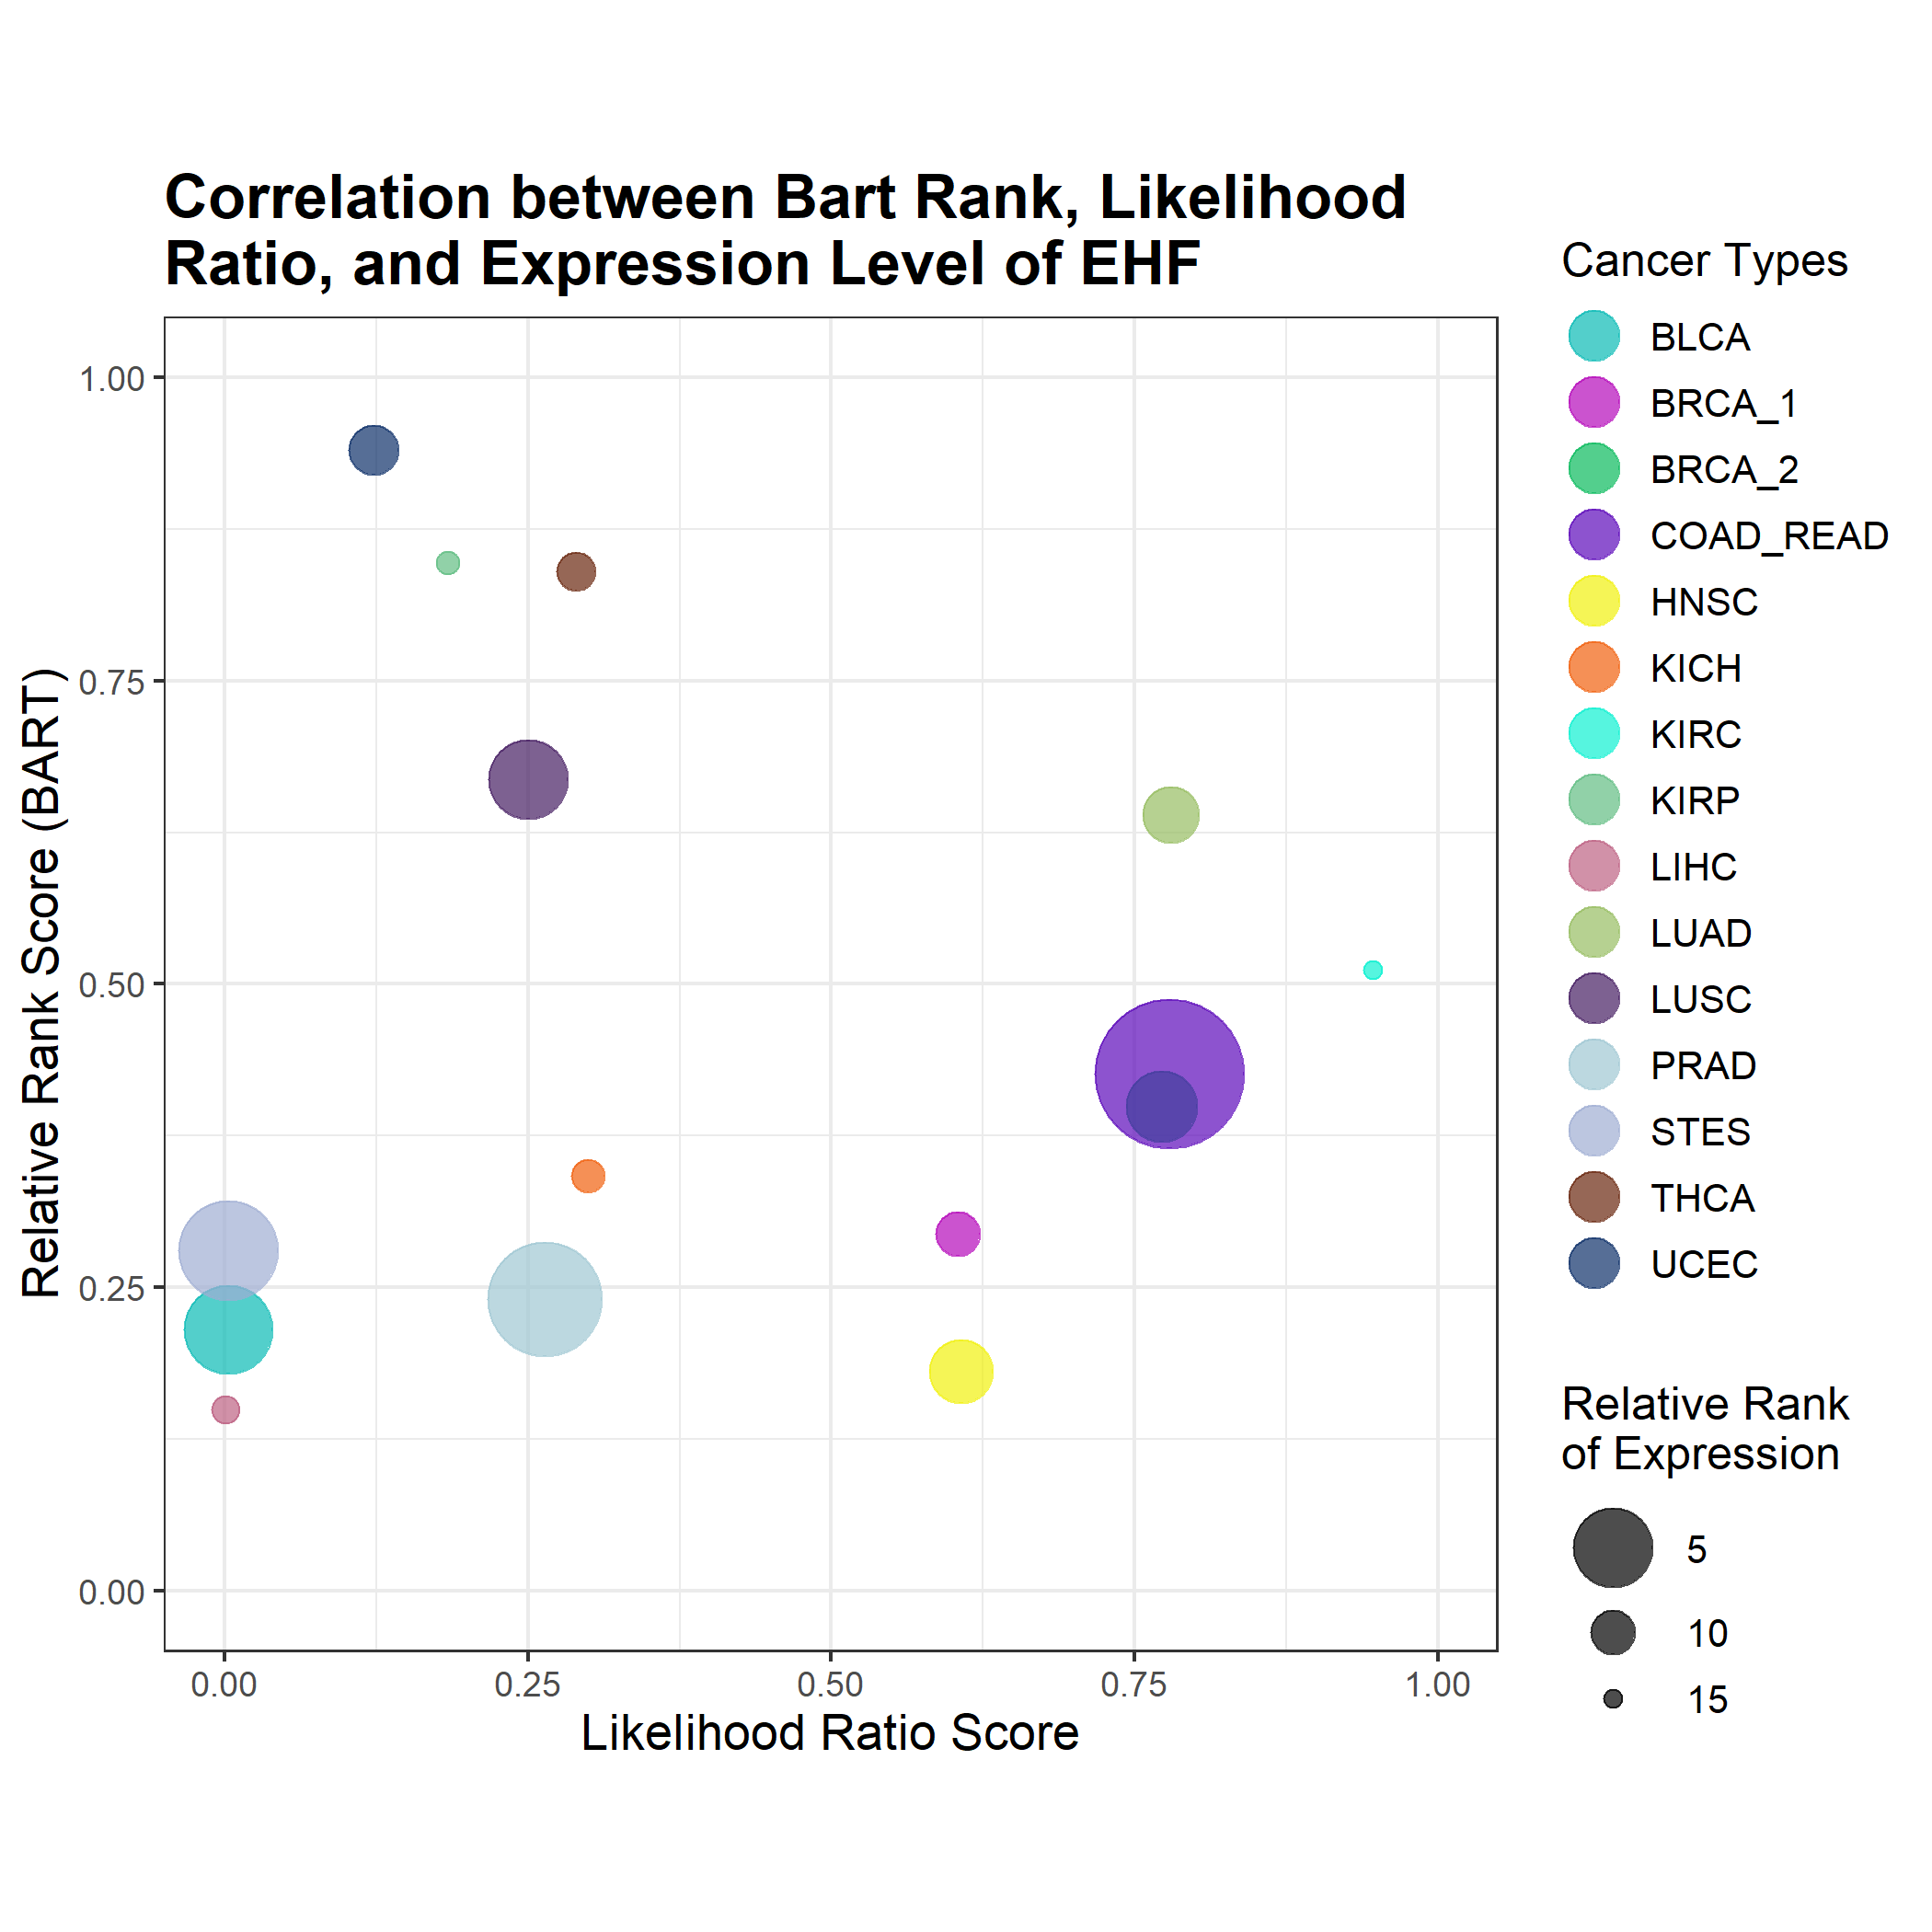 Correlation between Bart Rank, Likelihood
Ratio, and Expression Level of EHF
Relative Rank Score (BART)
1.00
0.75
0.50
0.25
0.00
0.00 0.25 0.50 0.75 1.00
Likelihood Ratio Score
Cancer Types
BLCA
BRCA_1
BRCA_2
COAD_READ
HNSC
KICH
KIRC
KIRP
LIHC
LUAD
LUSC
PRAD
STES
THCA
UCEC
Relative Rank
of Expression
5
10
15